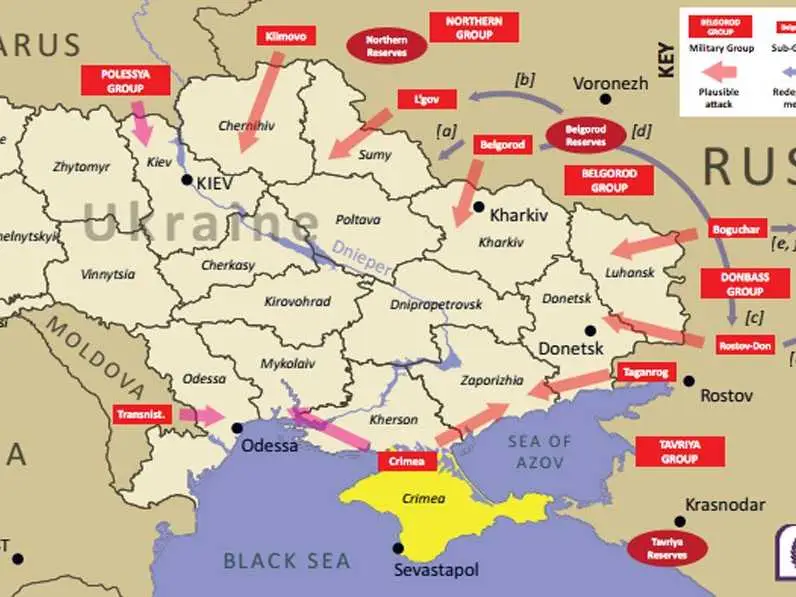 ARUS
Klimovo
Northern
Reserves
NORTHERN
GROUP
KEY
BELGOROD
GROUP
Military Group
Sub-G
Plausible
attack
Rede
me
POLESSYA
GROUP
L'gov
[b]
Voronezh
Chernihiv
[a]
Belgorod
Belgorod
Reserves
[d]
Zhytomyr
Kiev
Sumy
RUS
KIEV
BELGOROD
GROUP
Kharkiv
Ukraine
Poltava
Kharkiv
Boguchar
[e,
elnytskyi
Dnieper
Vinnytsia
Cherkasy
Luhansk
DONBASS
GROUP
Kirovohrad
Dnipropetrovsk
Donetsk
[c]
MOLDOVA
Donetsk
Rostov-Don
Odessa
Mykolaiv
Zaporizhia
Taganrog
Rostov
Transnist.
Kherson
Odessa
SEA OF
AZOV
TAVRIYA
GROUP
A
Crimea
Crimea
Krasnodar
Tavriya
Reserves
BLACK SEA
Sevastapol